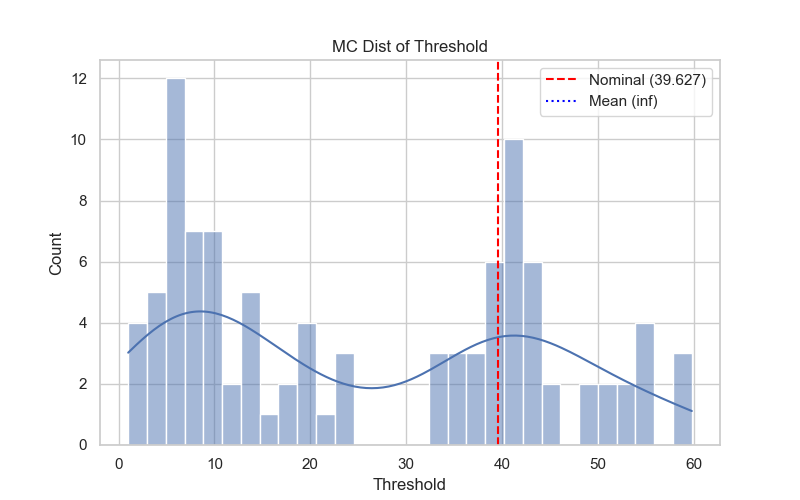 MC Dist of Threshold
Nominal (39.627)
Mean (inf)
Count
12
10
8
6
4
2
0
0 10 20 30 40 50 60
Threshold